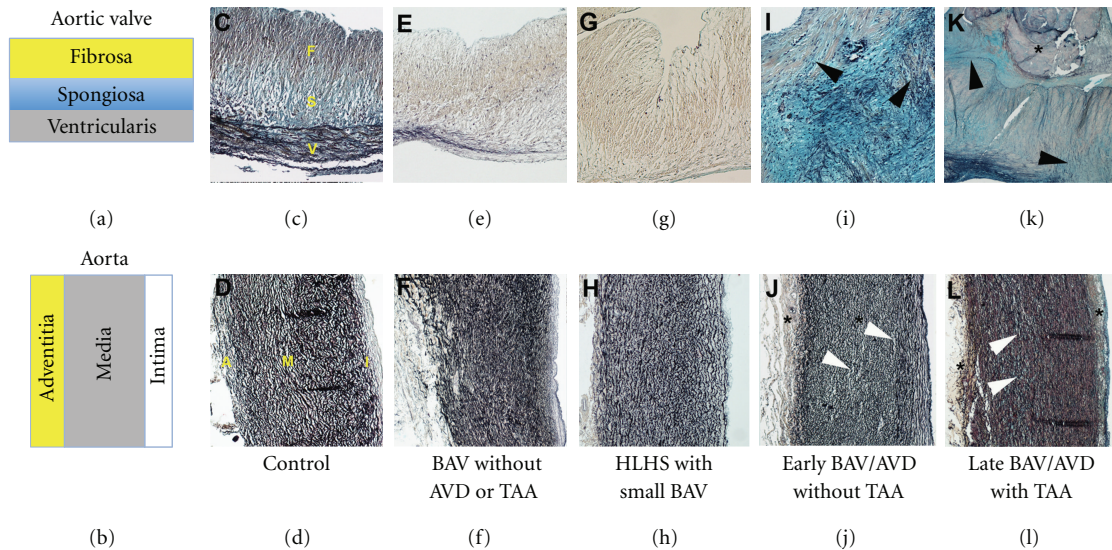 Aortic valve
Fibrosa
Spongiosa
Ventricularis
C
F
S
V
E
G
I
*
K
*
(a)
(c)
(e)
(g)
(i)
(k)
Aorta
Adventitia
Media
Intima
D
A
M
I
F
H
J
*
*
L
*
*
Control
BAV without
AVD or TAA
HLHS with
small BAV
Early BAV/AVD
without TAA
Late BAV/AVD
with TAA
(b)
(d)
(f)
(h)
(j)
(l)